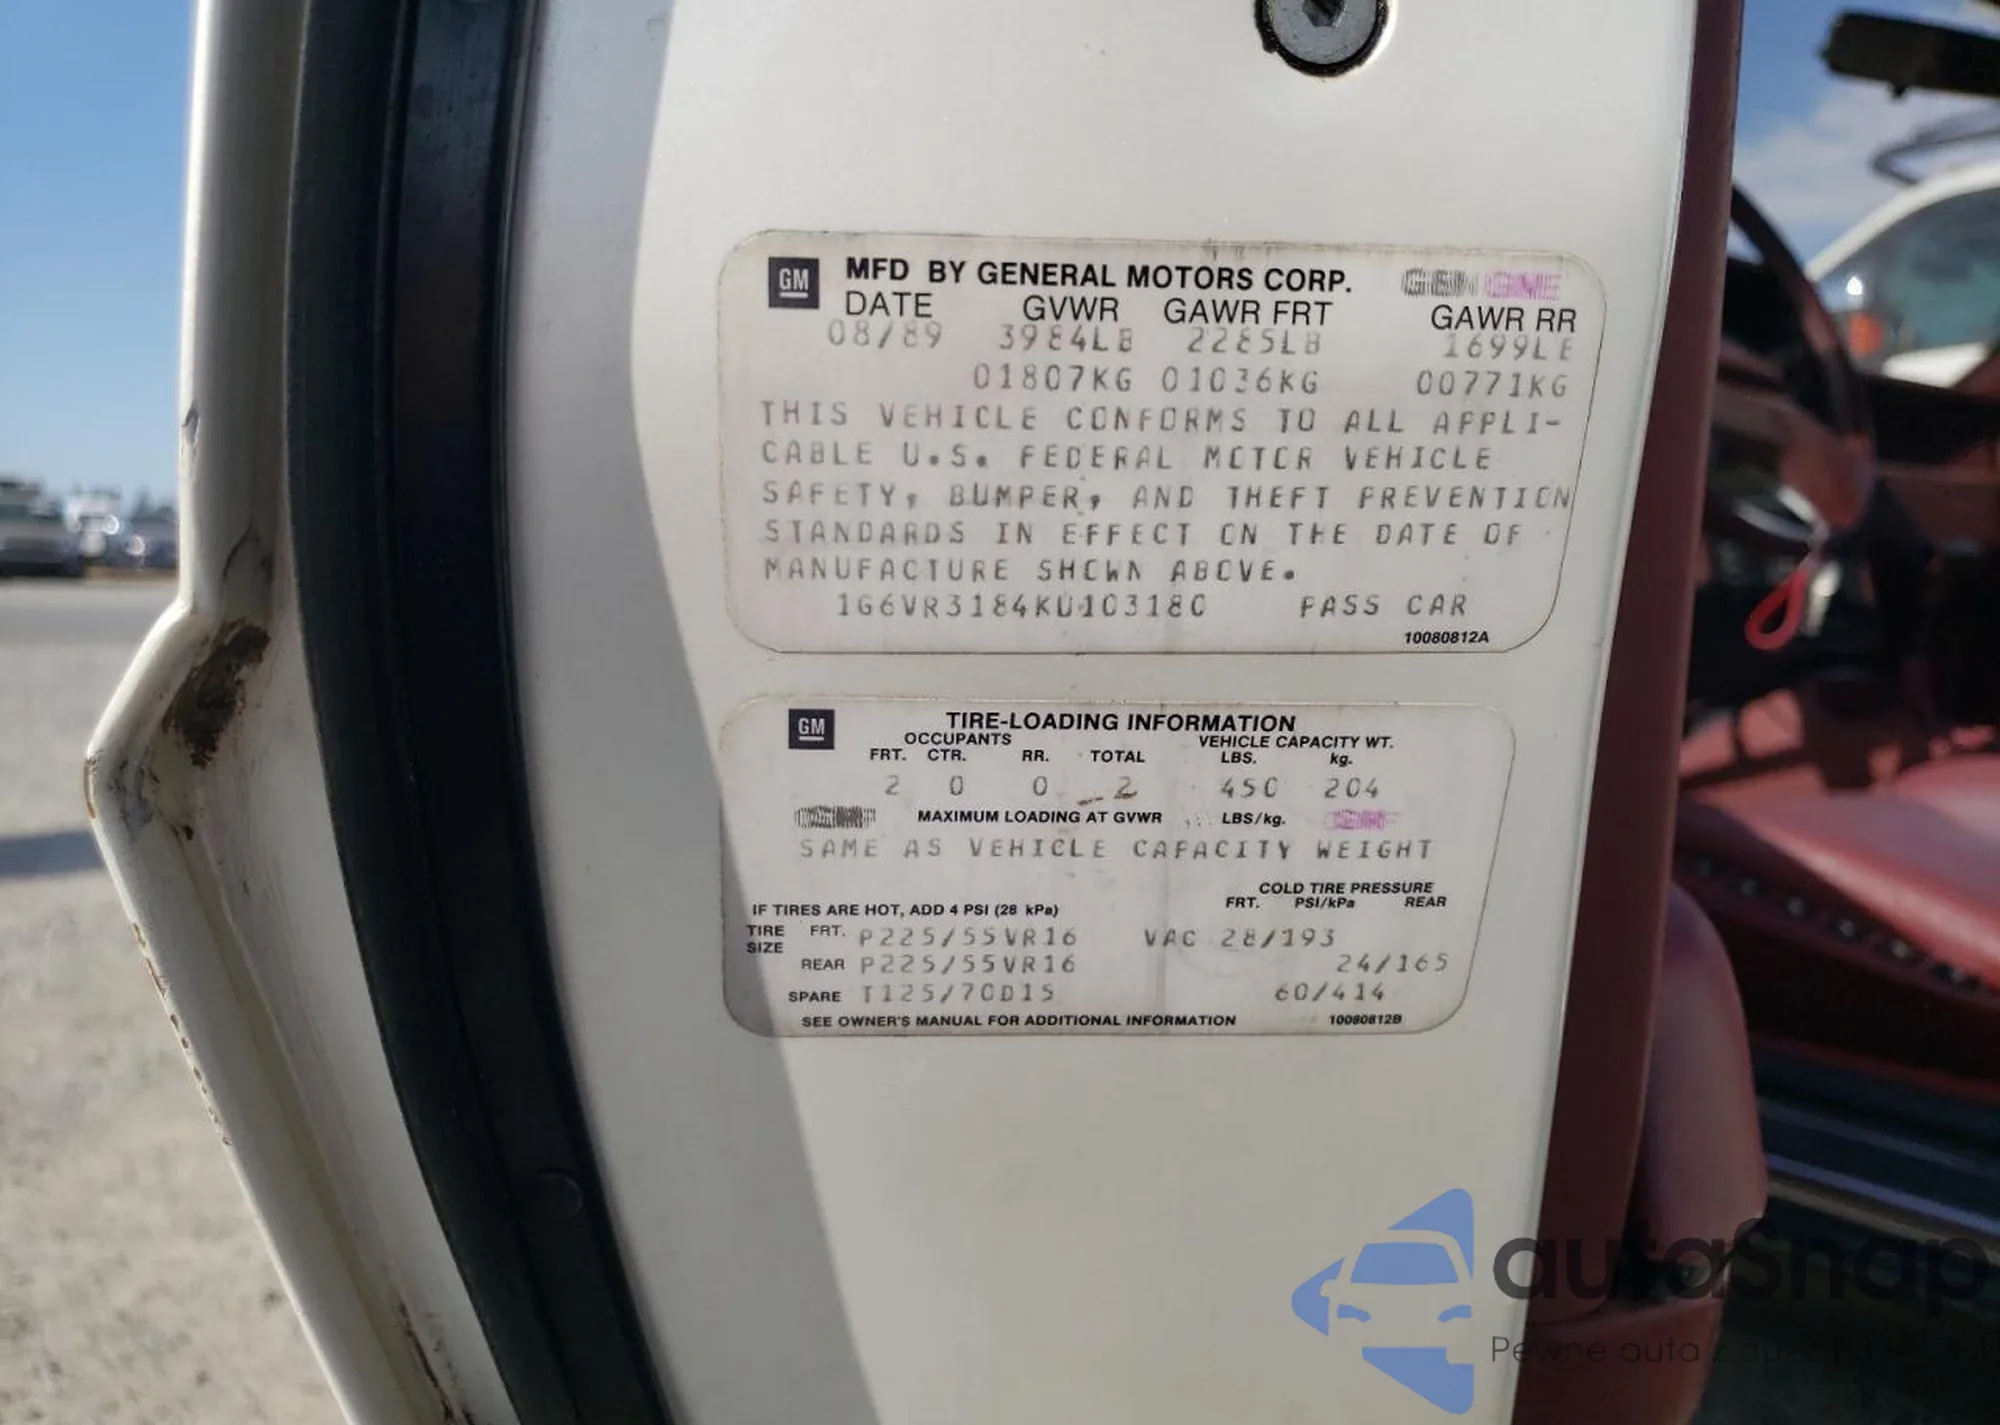 GM MFD BY GENERAL MOTORS CORP.
DATE GVWR GAWR FRT GAWR RR
08/89 3984LB 2285LB 1699LB
01807KG 01036KG 00771KG
THIS VEHICLE CONFORMS TO ALL APPLI-
CABLE U.S. FEDERAL MOTOR VEHICLE
SAFETY, BUMPER, AND THEFT PREVENTION
STANDARDS IN EFFECT ON THE DATE OF
MANUFACTURE SHOWN ABOVE.
1G6VR3184KU103180 PASS CAR
10080812A
GM TIRE-LOADING INFORMATION
OCCUPANTS VEHICLE CAPACITY WT.
FRT. CTR. RR. TOTAL LBS. kg.
2 0 0 2 450 204
MAXIMUM LOADING AT GVWR LBS/kg.
SAME AS VEHICLE CAPACITY WEIGHT
COLD TIRE PRESSURE
IF TIRES ARE HOT, ADD 4 PSI (28 kPa) FRT. PSI/kPa REAR
TIRE SIZE FRT. P225/55VR16 VAC 28/193
REAR P225/55VR16 24/165
SPARE T125/70D15 60/414
SEE OWNER'S MANUAL FOR ADDITIONAL INFORMATION 10080812B
autosnap
Pewne auto z